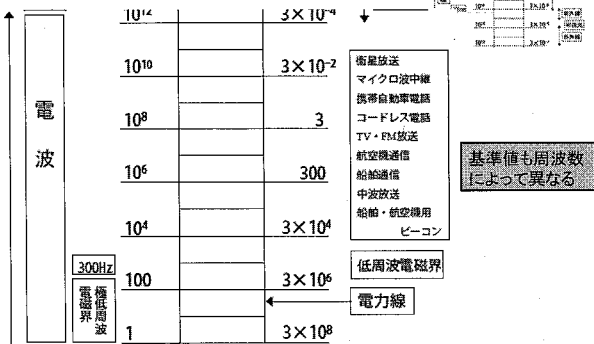 10¹²
3×10⁻⁴
10¹⁰
3×10⁻²
10⁸
3
10⁶
300
10⁴
3×10⁴
100
3×10⁶
1
3×10⁸
電波
300Hz
極低周波
電磁界
衛星放送
マイクロ波中継
携帯自動車電話
コードレス電話
TV・FM放送
航空機通信
船舶通信
中波放送
船舶・航空機用
ビーコン
低周波電磁界
電力線
基準値も周波数
によって異なる